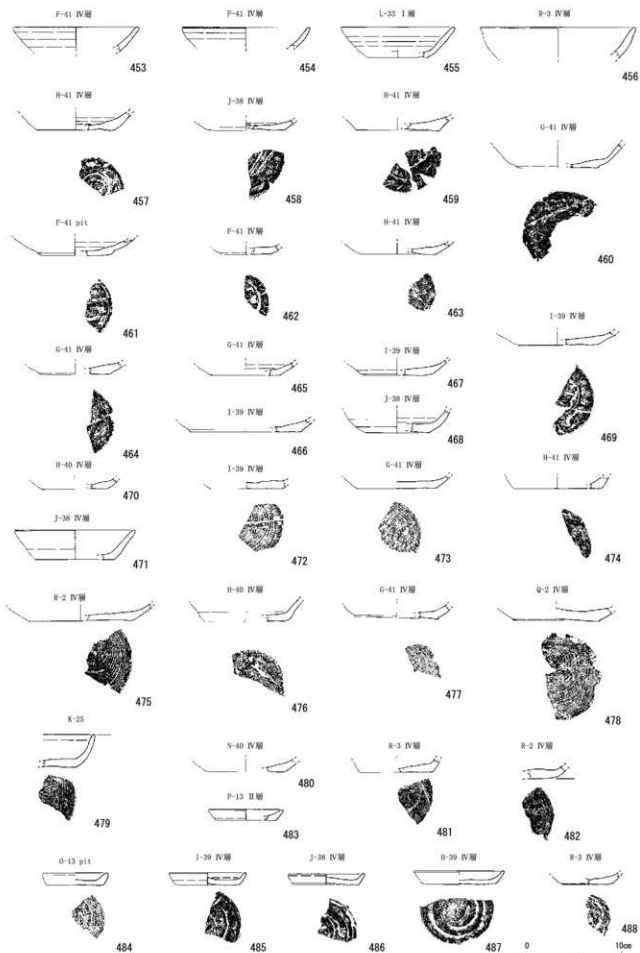 F-41 Ⅳ層
453
F-41 Ⅳ層
454
L-33 Ⅰ層
455
R-3 Ⅳ層
456
H-41 Ⅳ層
457
J-38 Ⅳ層
458
H-41 Ⅳ層
459
G-41 Ⅳ層
460
F-41 pit
461
F-41 Ⅳ層
462
H-41 Ⅳ層
463
G-41 Ⅳ層
464
G-41 Ⅳ層
465
I-39 Ⅳ層
466
I-39 Ⅳ層
467
J-38 Ⅳ層
468
I-39 Ⅳ層
469
H-40 Ⅳ層
470
J-38 Ⅳ層
471
I-39 Ⅳ層
472
G-41 Ⅳ層
473
H-41 Ⅳ層
474
R-2 Ⅳ層
475
H-40 Ⅳ層
476
G-41 Ⅳ層
477
Q-2 Ⅳ層
478
K-25
479
N-40 Ⅳ層
480
R-3 Ⅳ層
481
R-2 Ⅳ層
482
P-13 Ⅱ層
483
O-13 pit
484
I-39 Ⅳ層
485
J-38 Ⅳ層
486
H-39 Ⅳ層
487
R-3 Ⅳ層
488
0 10cm